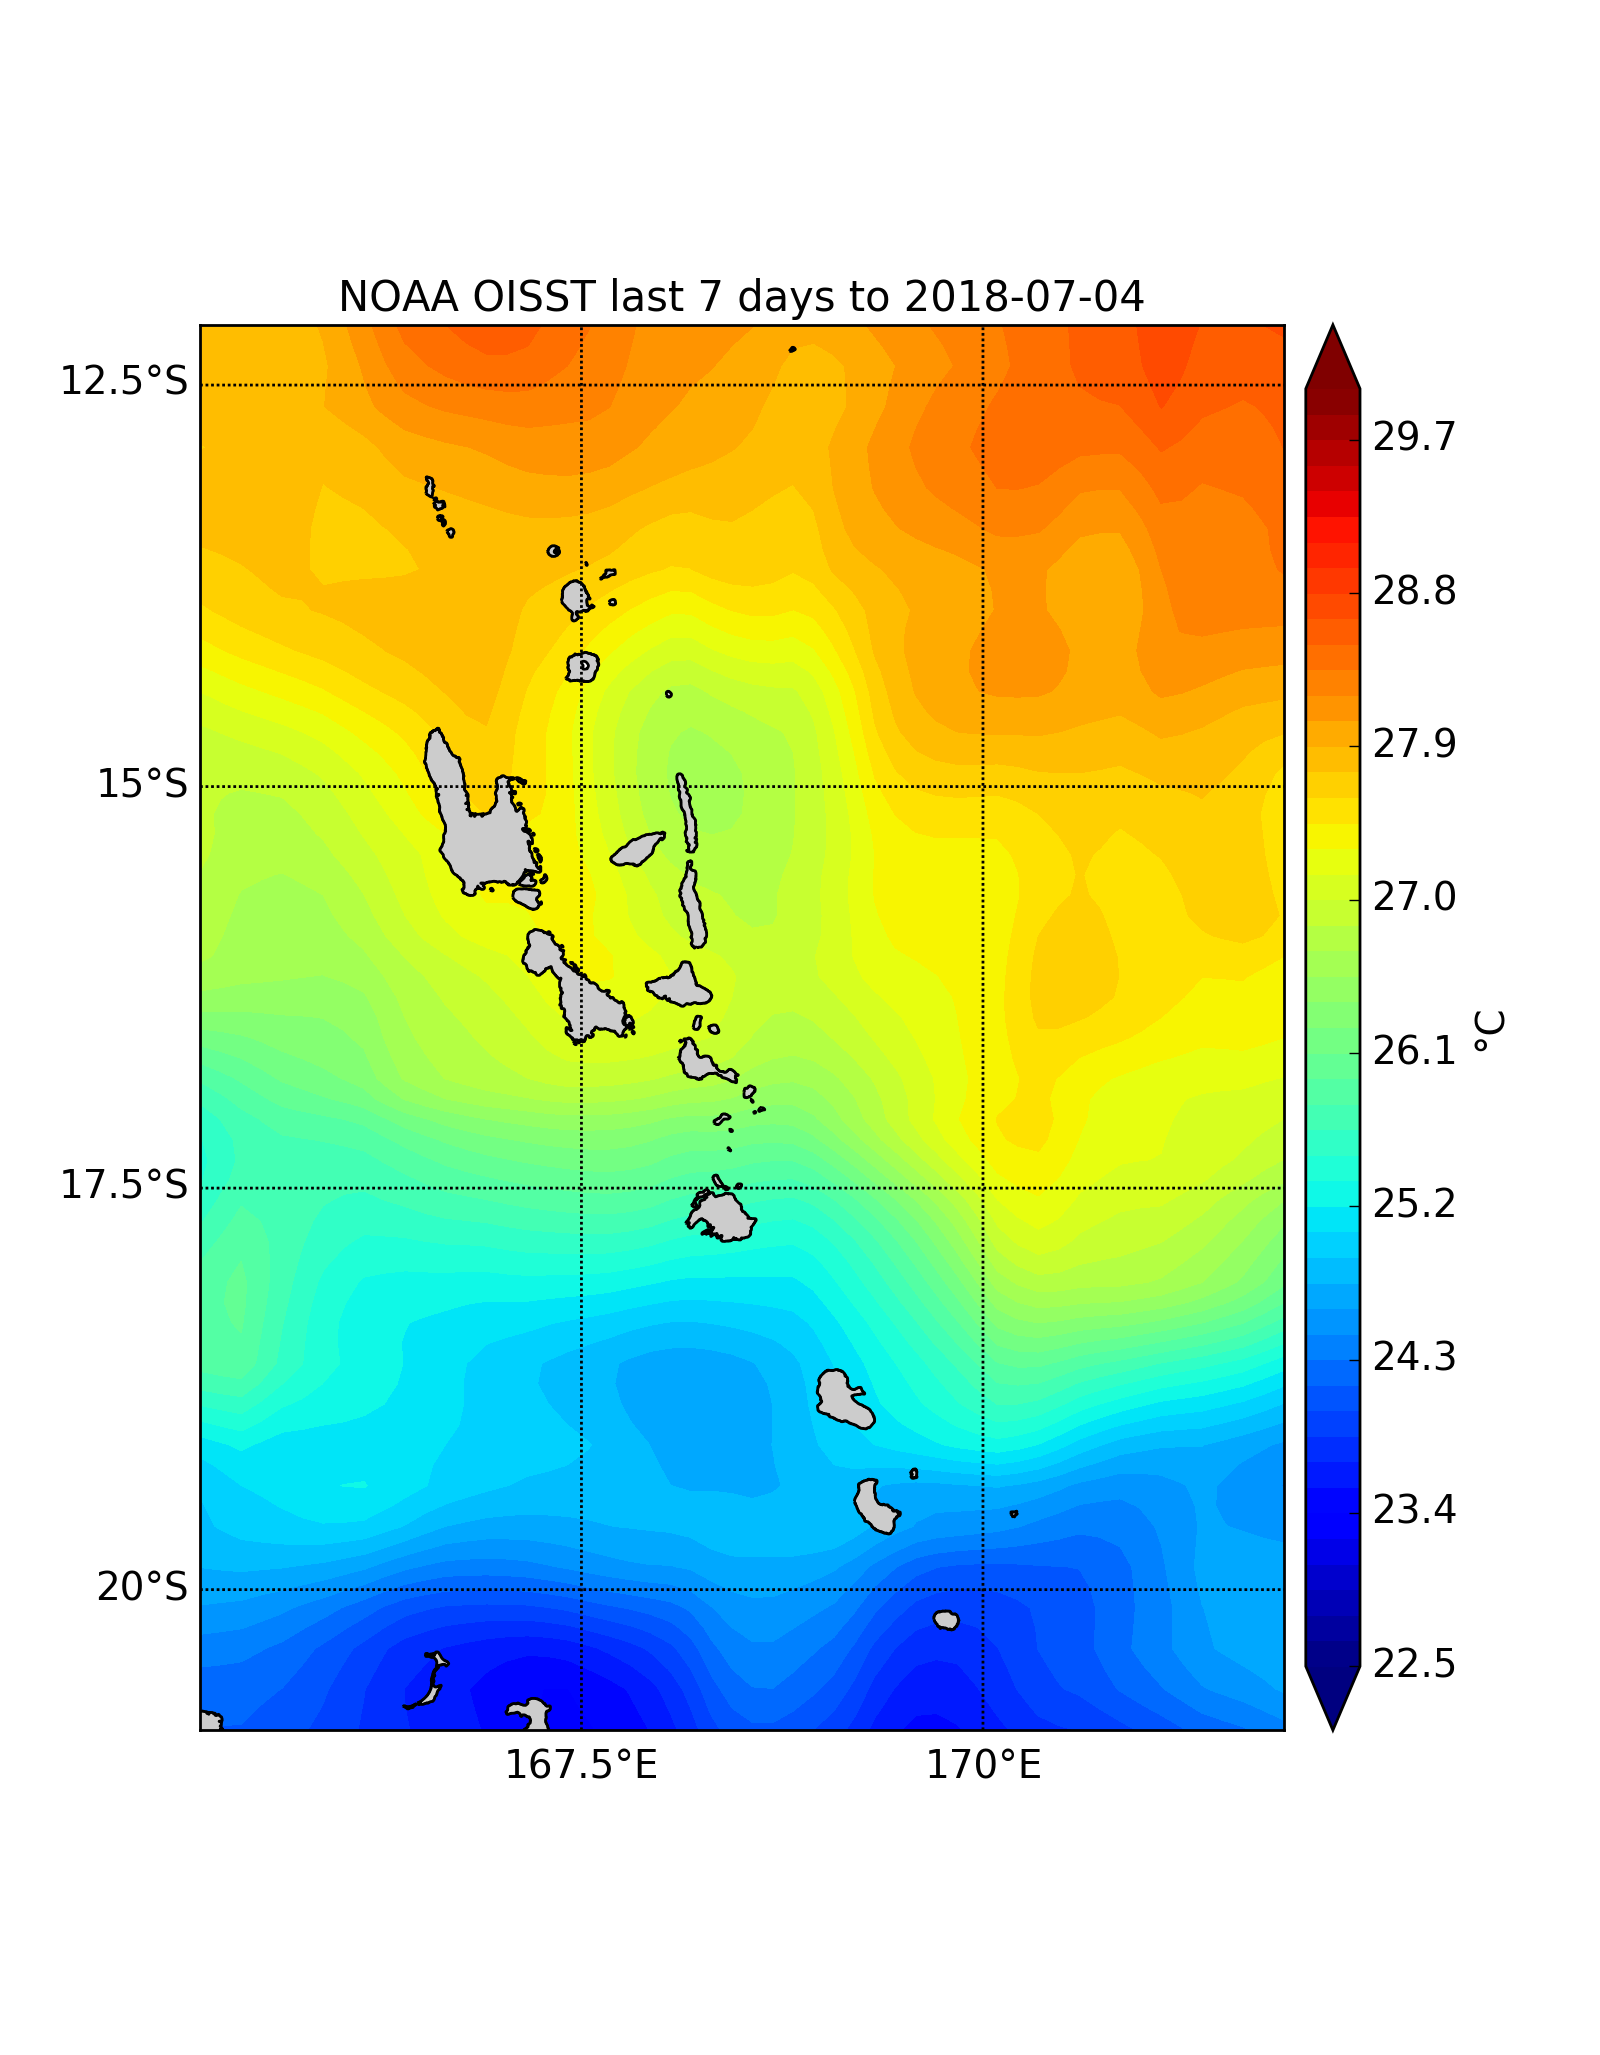 NOAA OISST last 7 days to 2018-07-04
12.5°S
15°S
17.5°S
20°S
167.5°E
170°E
29.7
28.8
27.9
27.0
26.1
25.2
24.3
23.4
22.5
°C